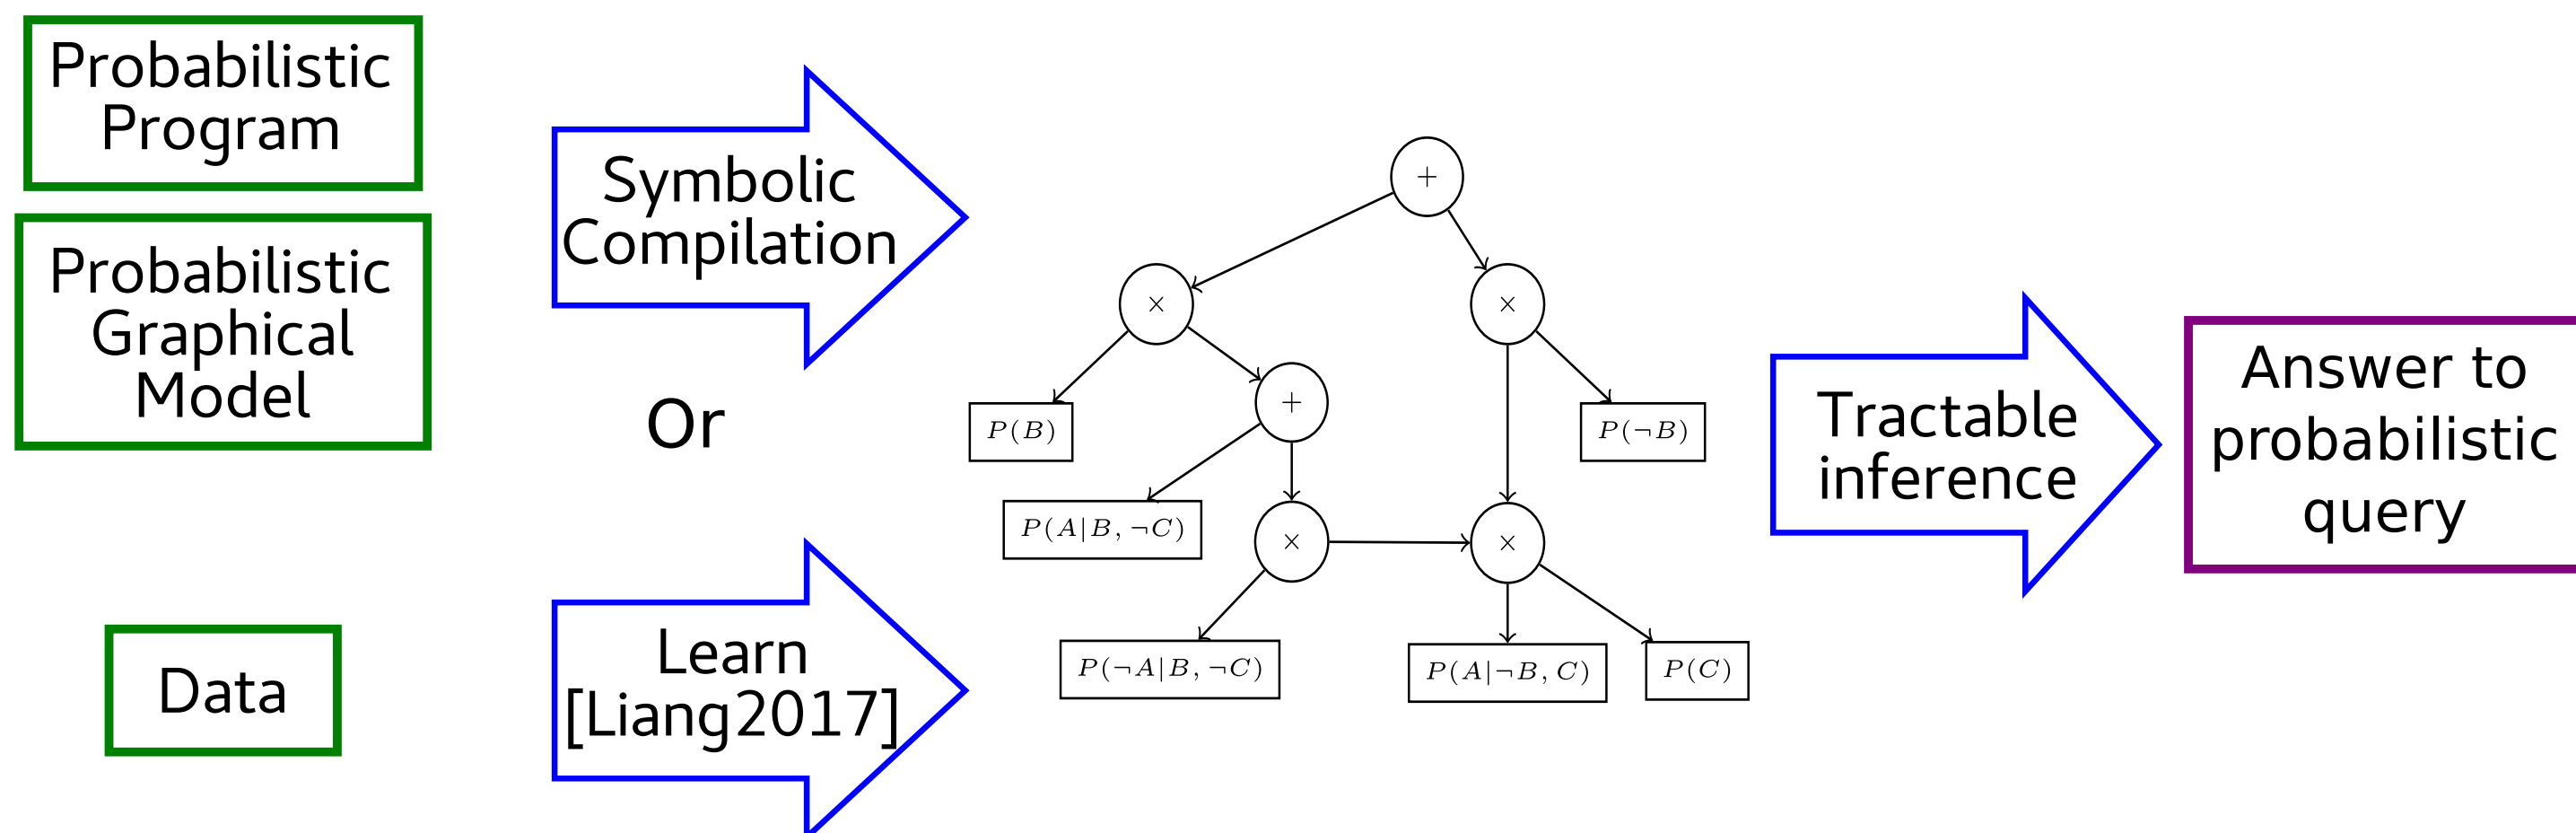 Probabilistic
Program
Probabilistic
Graphical
Model
Data
Symbolic
Compilation
Or
Learn
[Liang2017]
+
×
×
+
P(B)
P(¬B)
P(A|B, ¬C)
×
×
P(¬A|B, ¬C)
P(A|¬B, C)
P(C)
Tractable
inference
Answer to
probabilistic
query